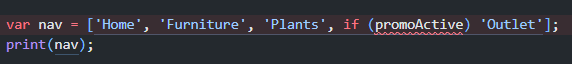 var nav = ['Home', 'Furniture', 'Plants', if (promoActive) 'Outlet'];
print(nav);